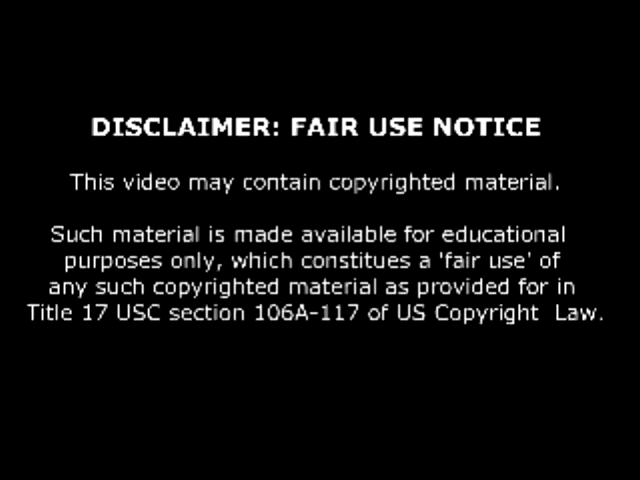 DISCLAIMER: FAIR USE NOTICE
This video may contain copyrighted material.
Such material is made available for educational
purposes only, which constitues a 'fair use' of
any such copyrighted material as provided for in
Title 17 USC section 106A-117 of US Copyright  Law.